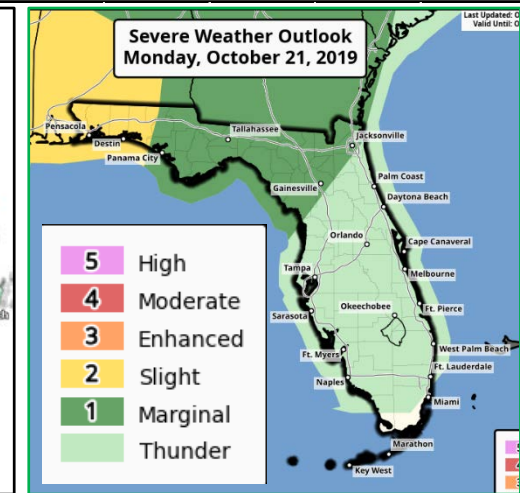 Last Updated: O
Valid Until: O
Severe Weather Outlook
Monday, October 21, 2019
Pensacola
Destin
Panama City
Tallahassee
Jacksonville
Gainesville
Palm Coast
Daytona Beach
Orlando
Cape Canaveral
Tampa
Melbourne
Okeechobee
Sarasota
Ft. Pierce
West Palm Beach
Ft. Myers
Ft. Lauderdale
Naples
Miami
Marathon
Key West
5 High
4 Moderate
3 Enhanced
2 Slight
1 Marginal
Thunder